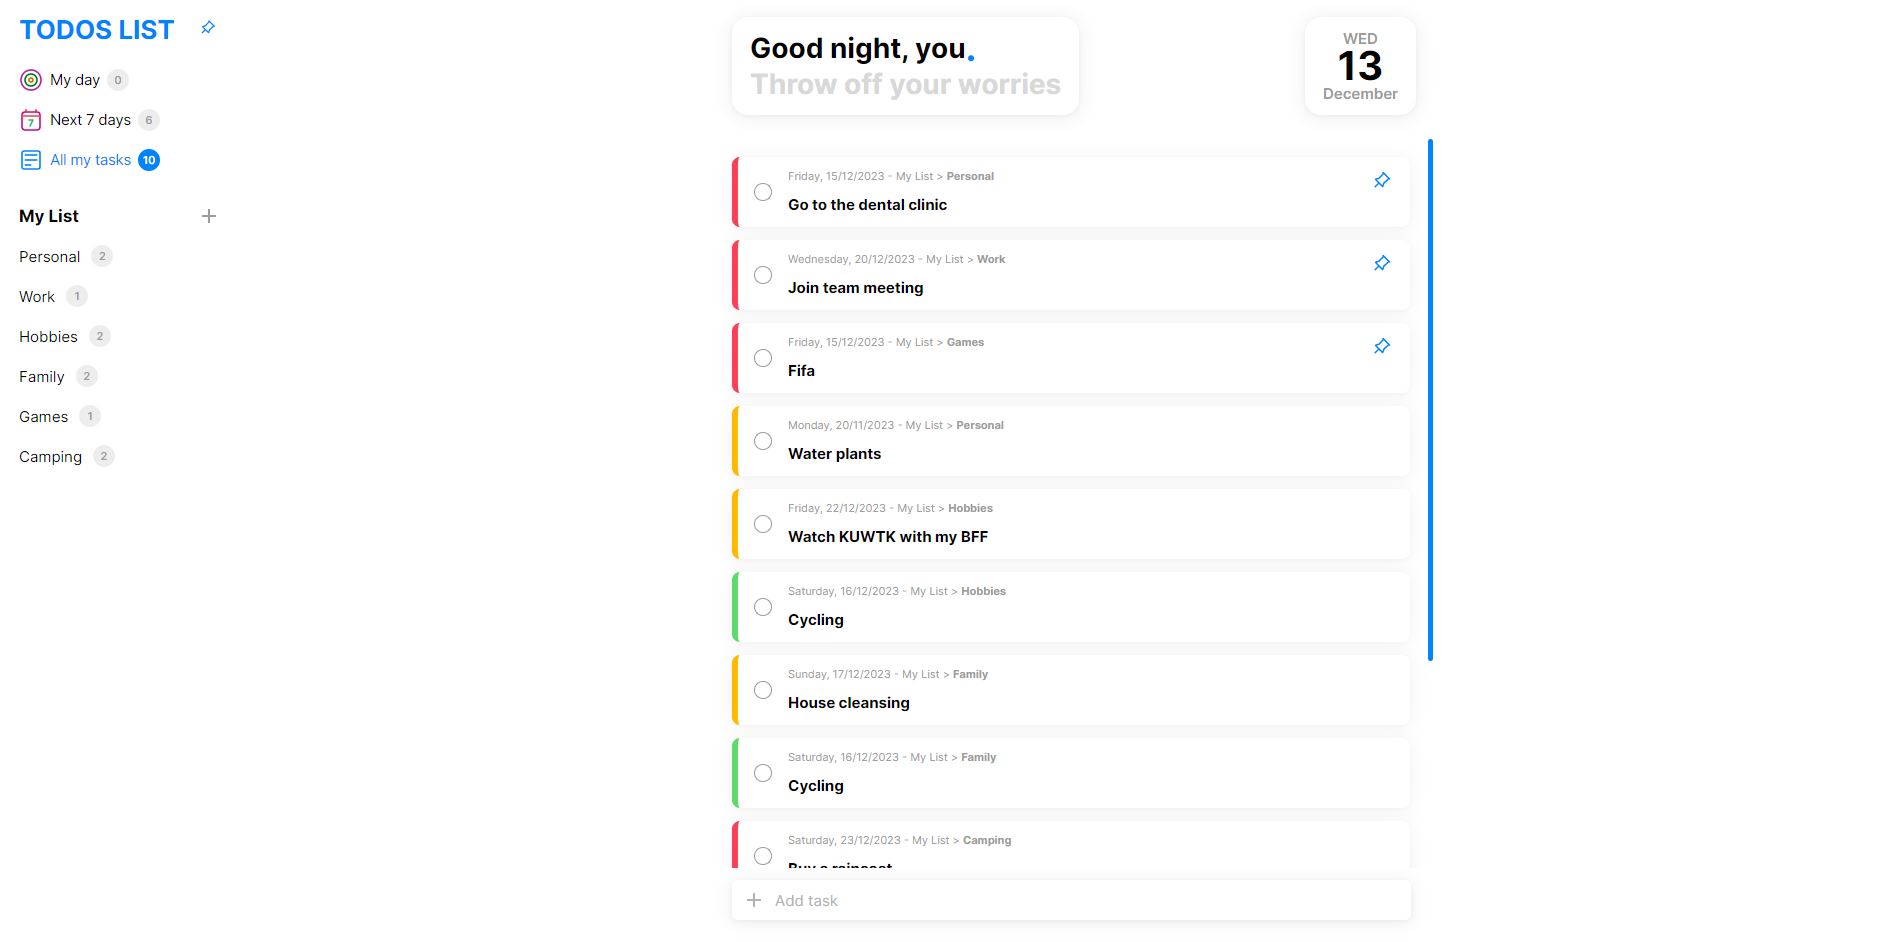 TODOS LIST
My day 0
Next 7 days 6
All my tasks 10
My List
Personal 2
Work 1
Hobbies 2
Family 2
Games 1
Camping 2
Good night, you.
Throw off your worries
WED
13
December
Friday, 15/12/2023 - My List > Personal
Go to the dental clinic
Wednesday, 20/12/2023 - My List > Work
Join team meeting
Friday, 15/12/2023 - My List > Games
Fifa
Monday, 20/11/2023 - My List > Personal
Water plants
Friday, 22/12/2023 - My List > Hobbies
Watch KUWTK with my BFF
Saturday, 16/12/2023 - My List > Hobbies
Cycling
Sunday, 17/12/2023 - My List > Family
House cleansing
Saturday, 16/12/2023 - My List > Family
Cycling
Saturday, 23/12/2023 - My List > Camping
Buy a raincoat
Add task